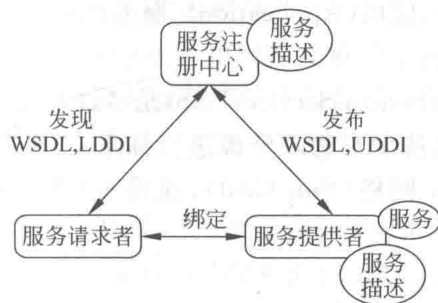 服务注
册中心
服务
描述
发现
WSDL,LDDI
发布
WSDL,UDDI
服务请求者
绑定
服务提供者
服务
服务
描述